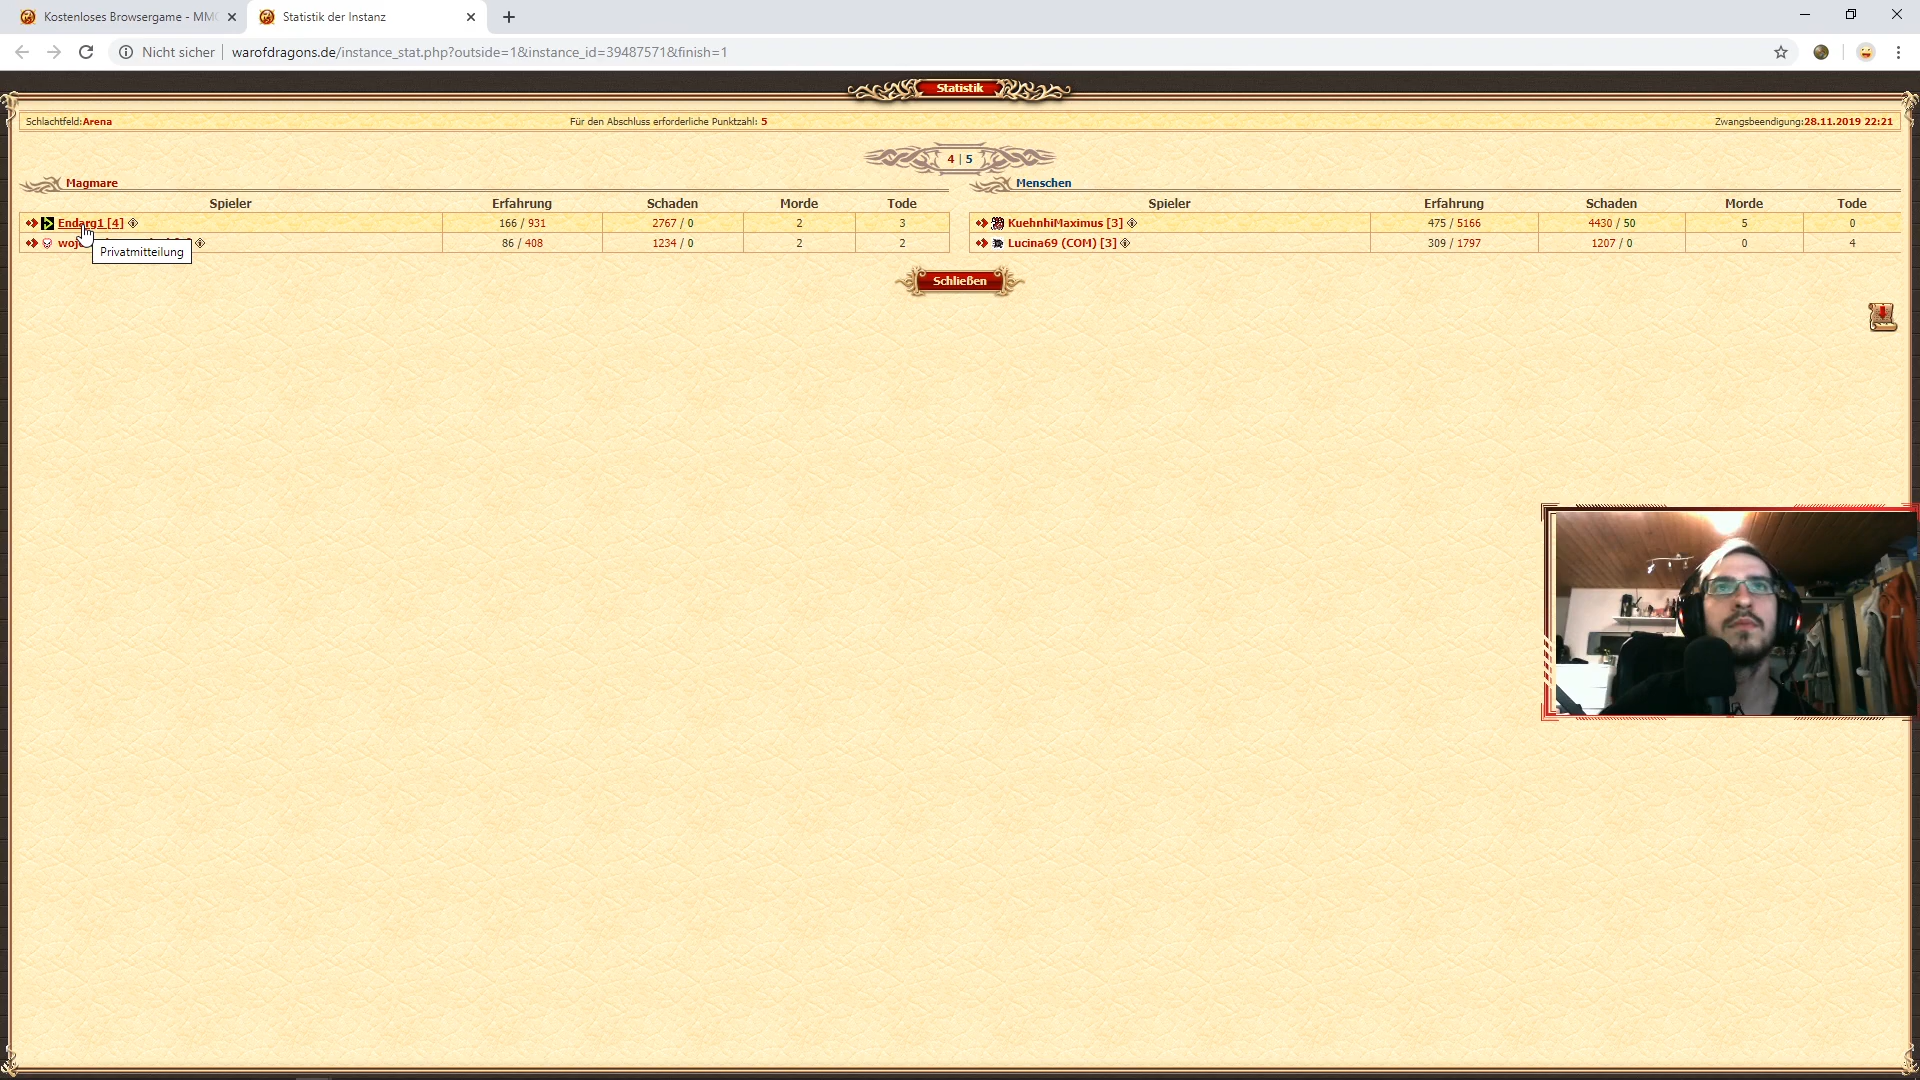 Kostenloses Browsergame - MM
Statistik der Instanz
Nicht sicher
warofdragons.de/instance_stat.php?outside=1&instance_id=39487571&finish=1
Statistik
Schlachtfeld:Arena
Für den Abschluss erforderliche Punktzahl: 5
Zwangsbeendigung:28.11.2019 22:21
4 | 5
Magmare
Menschen
Spieler Erfahrung Schaden Morde Tode
Spieler Erfahrung Schaden Morde Tode
Endarg1 [4] 166 / 931 2767 / 0 2 3
KuehnhiMaximus [3] 475 / 5166 4430 / 50 5 0
86 / 408 1234 / 0 2 2
Lucina69 (COM) [3] 309 / 1797 1207 / 0 0 4
Privatmitteilung
Schließen